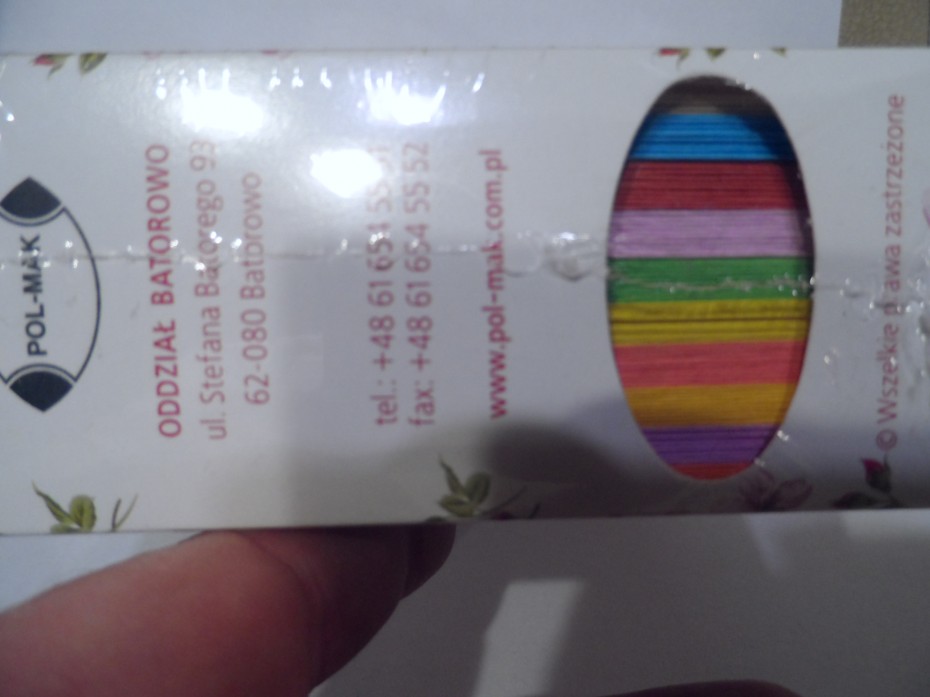 POL-MAK
ODDZIAŁ BATOROWO
ul. Stefana Batorego 93
62-080 Batorowo
tel.: +48 61 654 55 51
fax: +48 61 654 55 52
www.pol-mak.com.pl
© Wszelkie prawa zastrzeżone